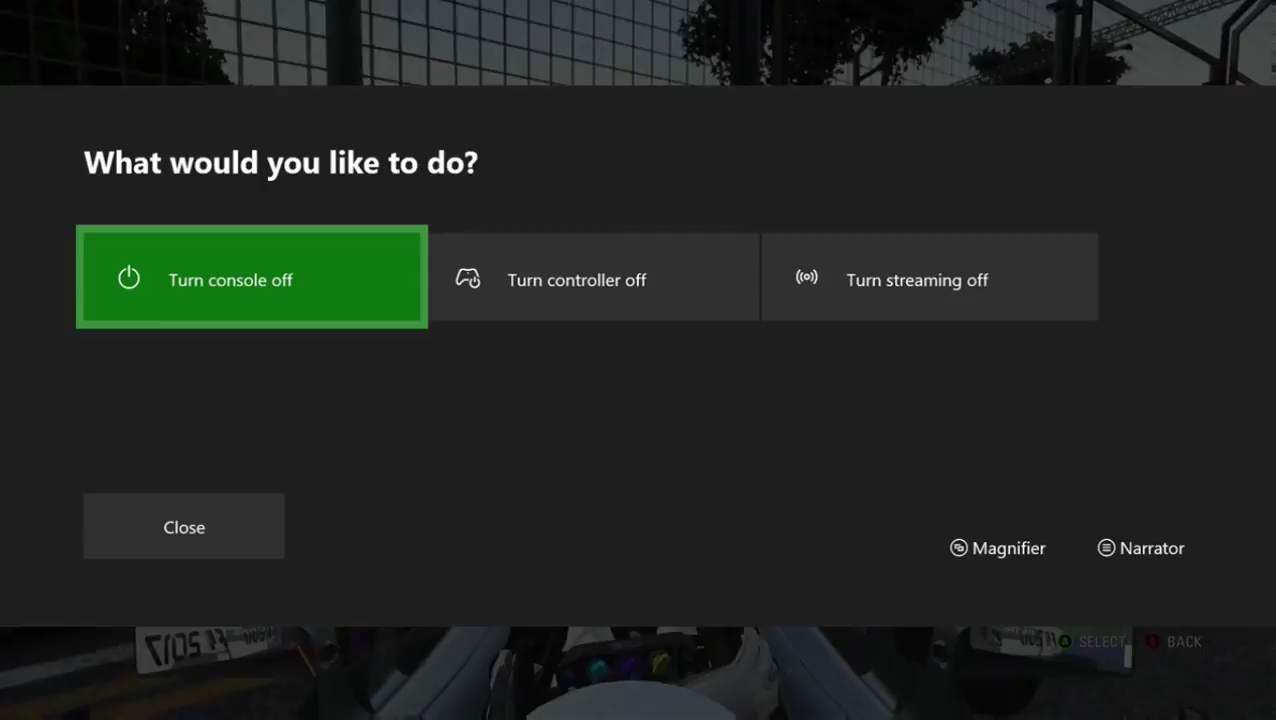 What would you like to do?
Turn console off
Turn controller off
Turn streaming off
Close
Magnifier
Narrator
SELECT
BACK